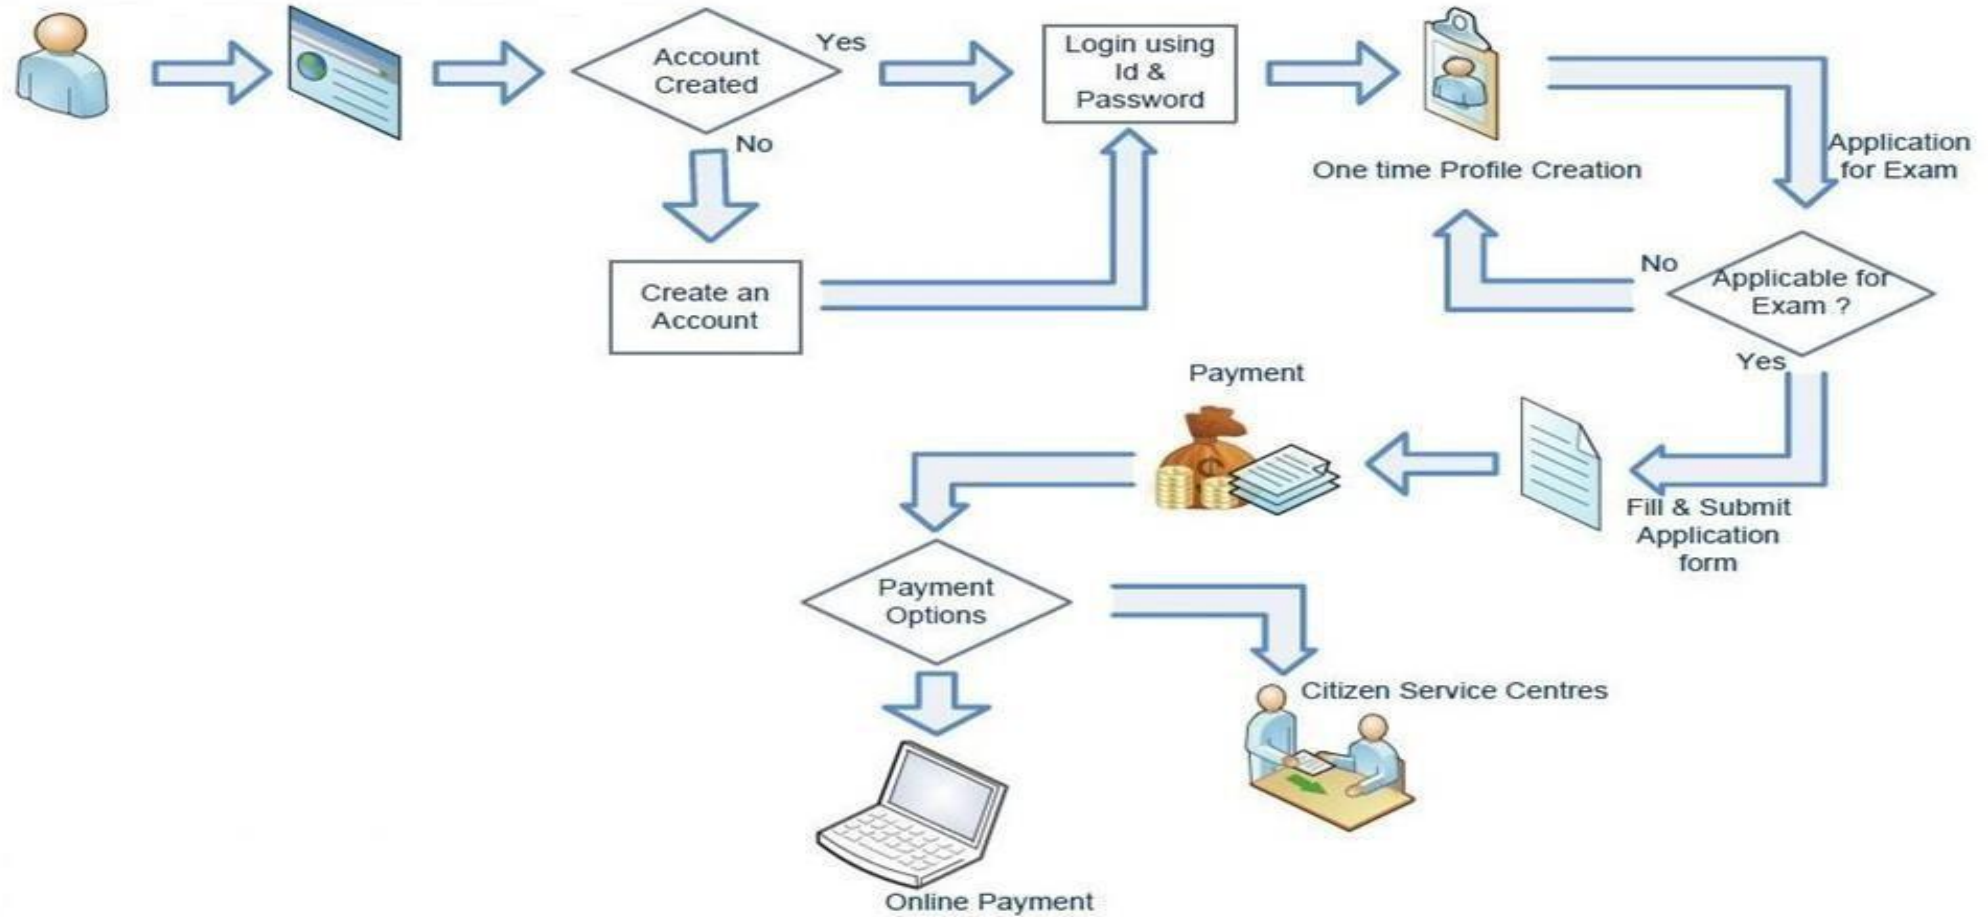 Account
Created
Yes
No
Login using
Id &
Password
One time Profile Creation
Application
for Exam
Create an
Account
No
Applicable for
Exam ?
Yes
Payment
Fill & Submit
Application
form
Payment
Options
Citizen Service Centres
Online Payment